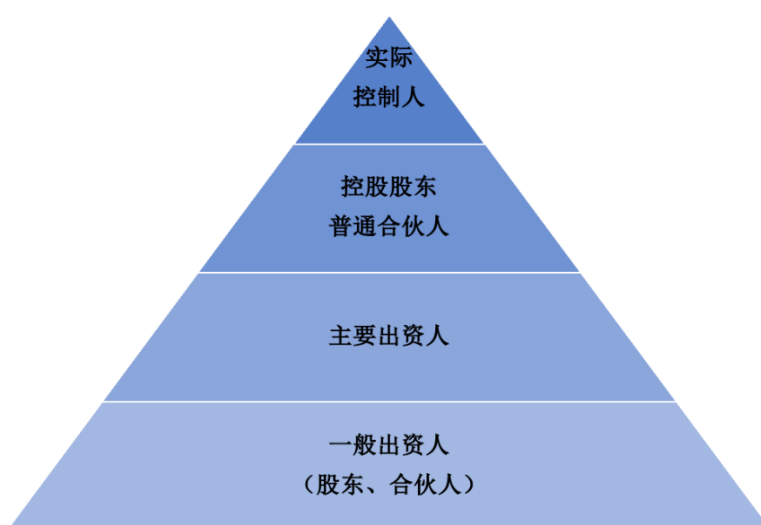 实际
控制人
控股股东
普通合伙人
主要出资人
一般出资人
（股东、合伙人）